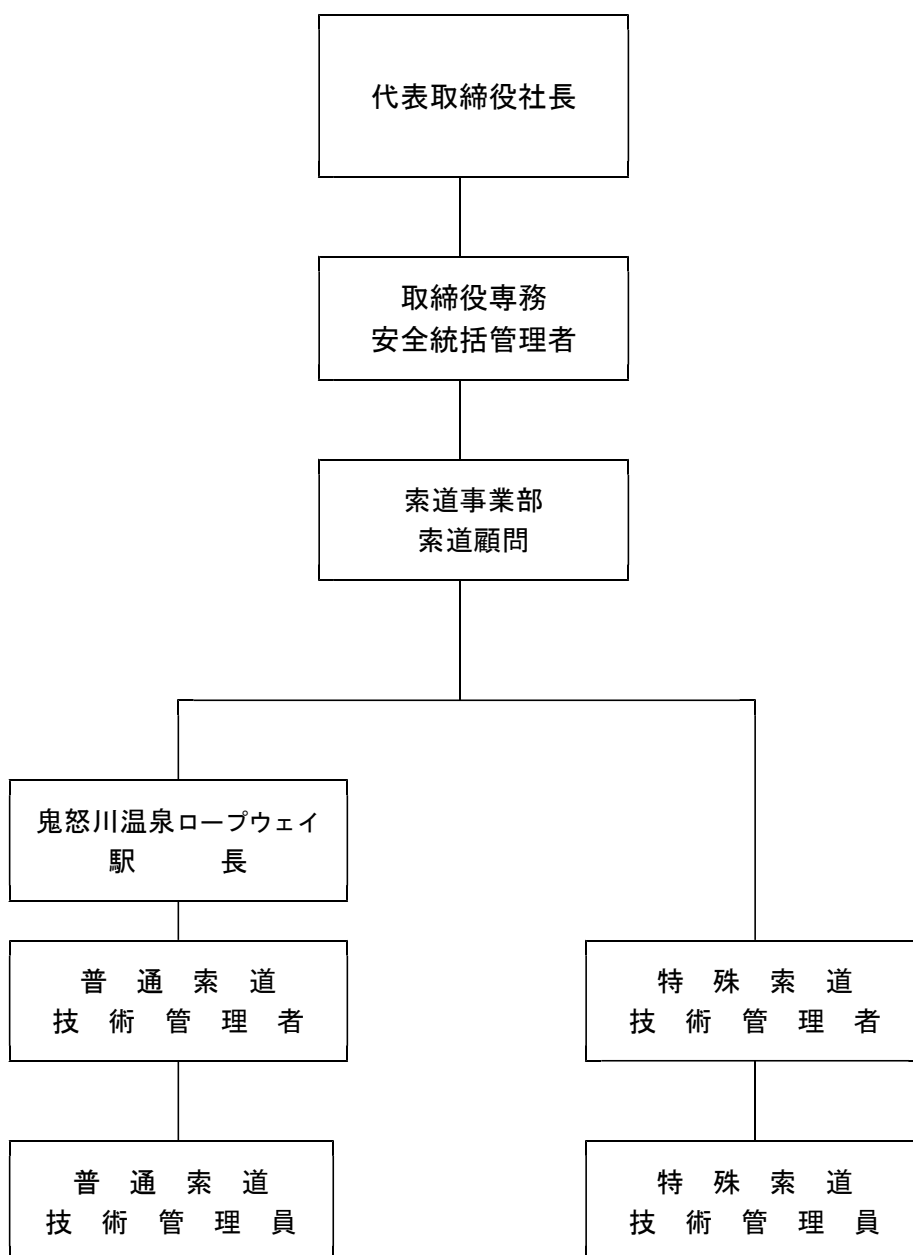 代表取締役社長
取締役専務
安全統括管理者
索道事業部
索道顧問
鬼怒川温泉ロープウェイ
駅　　長
普　通　索　道
技　術　管　理　者
特　殊　索　道
技　術　管　理　者
普　通　索　道
技　術　管　理　員
特　殊　索　道
技　術　管　理　員